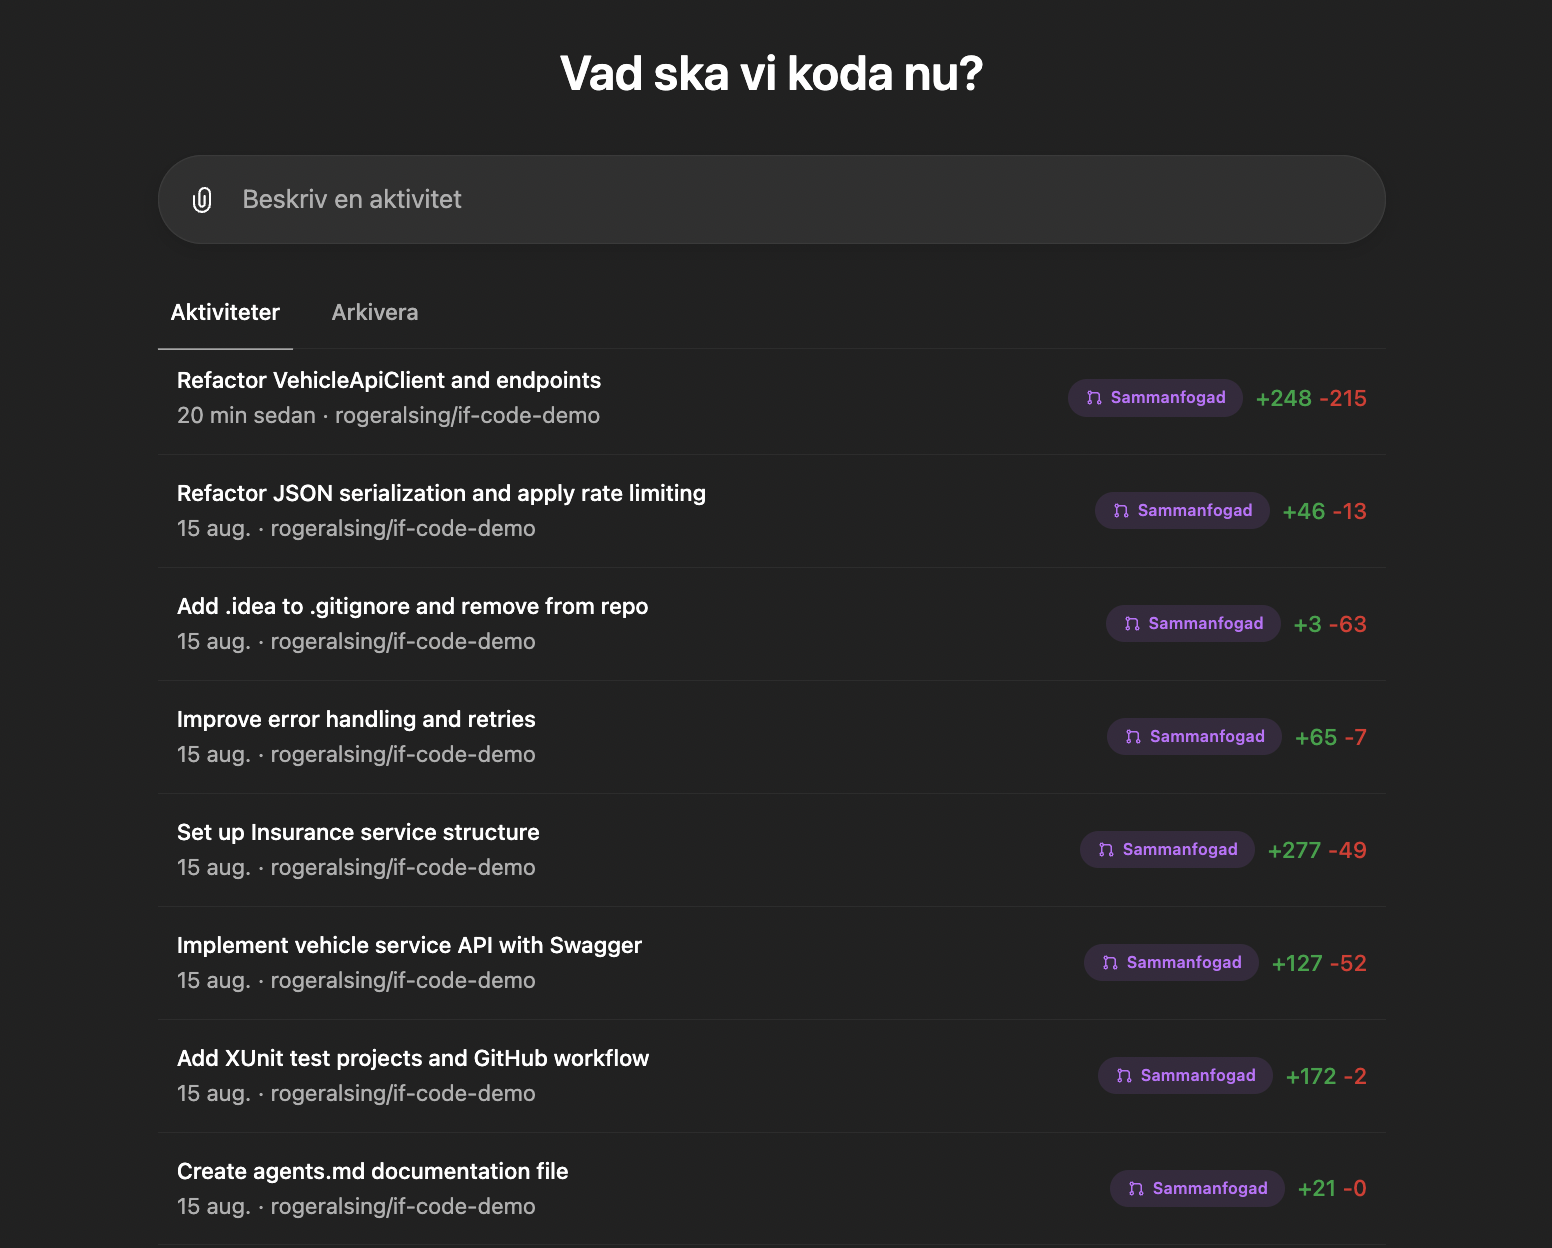 Vad ska vi koda nu?
Beskriv en aktivitet
Aktiviteter Arkivera
Refactor VehicleApiClient and endpoints
20 min sedan · rogeralsing/if-code-demo
Sammanfogad +248 -215
Refactor JSON serialization and apply rate limiting
15 aug. · rogeralsing/if-code-demo
Sammanfogad +46 -13
Add .idea to .gitignore and remove from repo
15 aug. · rogeralsing/if-code-demo
Sammanfogad +3 -63
Improve error handling and retries
15 aug. · rogeralsing/if-code-demo
Sammanfogad +65 -7
Set up Insurance service structure
15 aug. · rogeralsing/if-code-demo
Sammanfogad +277 -49
Implement vehicle service API with Swagger
15 aug. · rogeralsing/if-code-demo
Sammanfogad +127 -52
Add XUnit test projects and GitHub workflow
15 aug. · rogeralsing/if-code-demo
Sammanfogad +172 -2
Create agents.md documentation file
15 aug. · rogeralsing/if-code-demo
Sammanfogad +21 -0